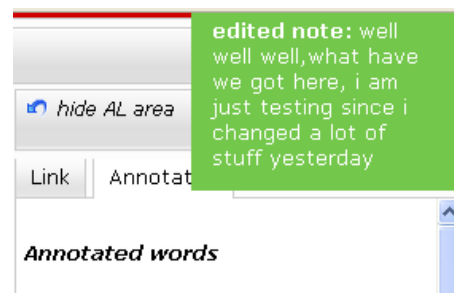 edited note: well
well well,what have
we got here, i am
just testing since i
changed a lot of
stuff yesterday
hide AL area
Link
Annotated words